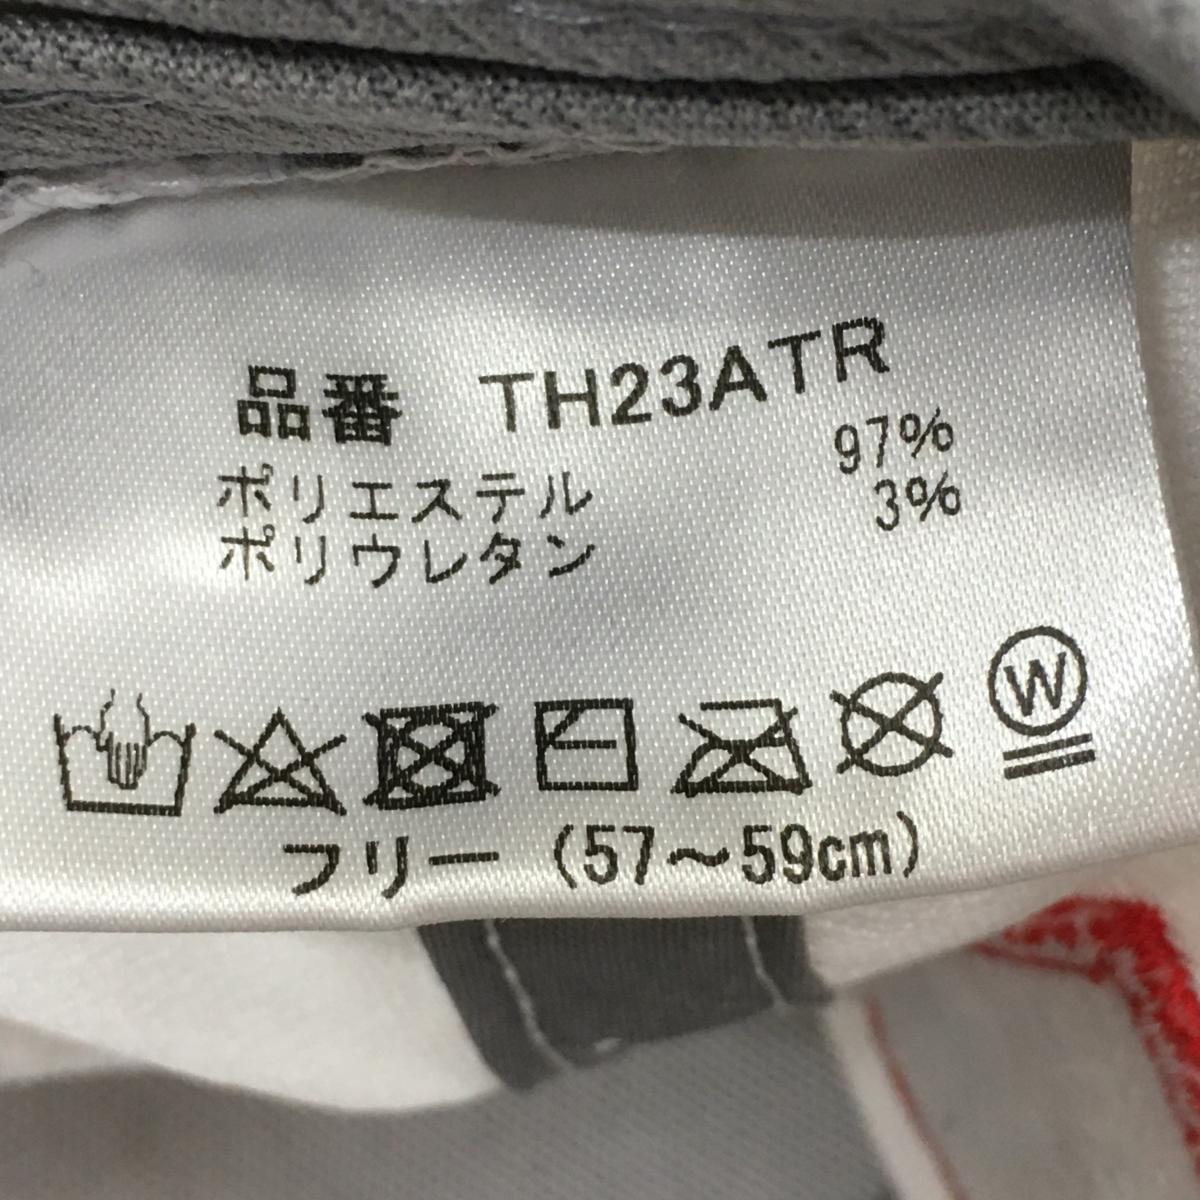 品番 TH23ATR
ポリエステル 97%
ポリウレタン 3%
W
フリー (57~59cm)